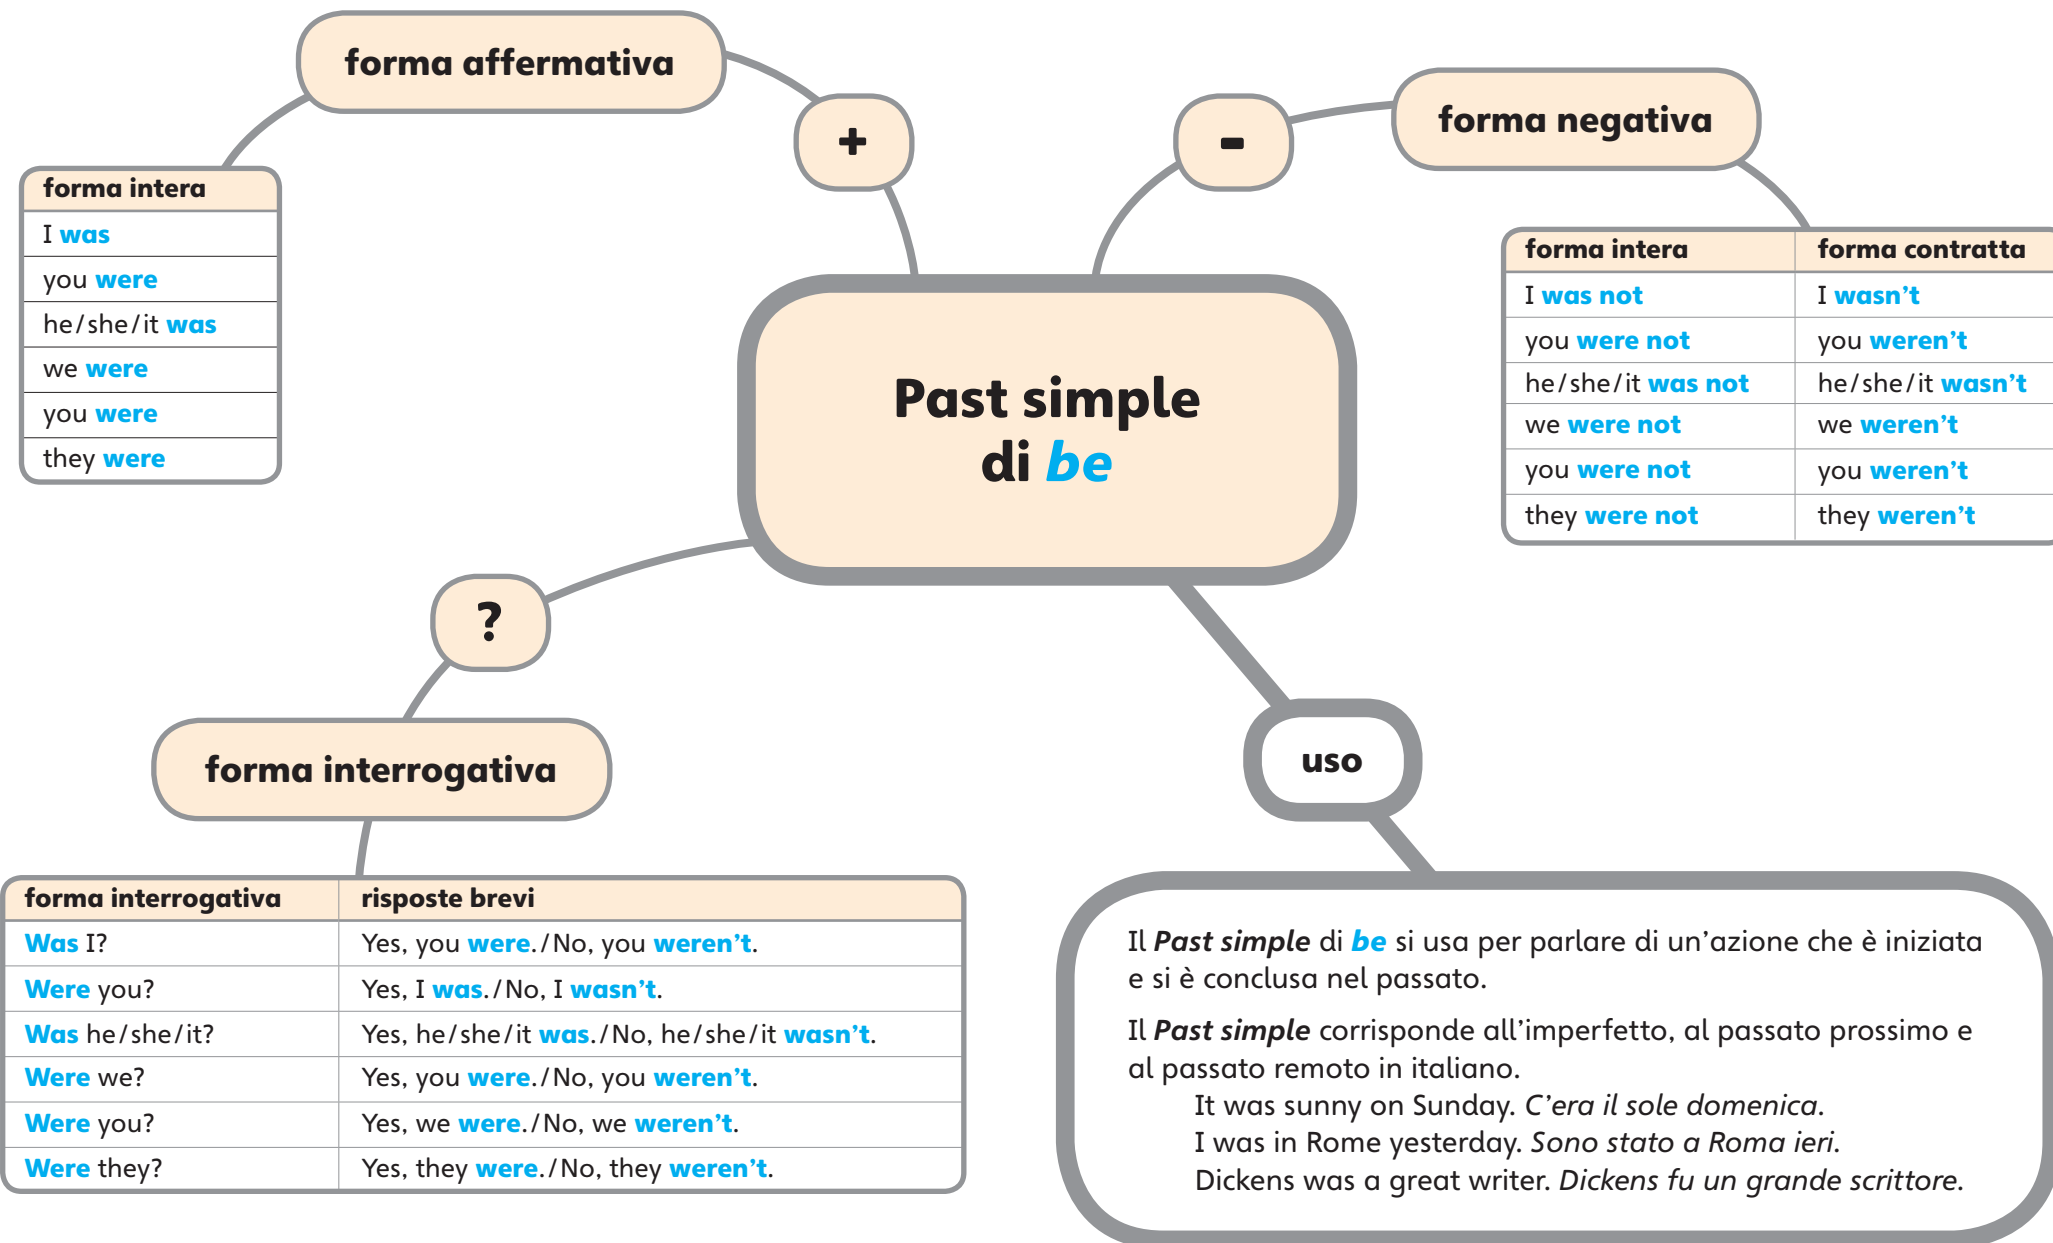 forma affermativa
+
forma intera
I was
you were
he/she/it was
we were
you were
they were
-
forma negativa
forma intera forma contratta
I was not I wasn’t
you were not you weren’t
he/she/it was not he/she/it wasn’t
we were not we weren’t
you were not you weren’t
they were not they weren’t
Past simple
di be
?
forma interrogativa
forma interrogativa risposte brevi
Was I? Yes, you were./No, you weren’t.
Were you? Yes, I was./No, I wasn’t.
Was he/she/it? Yes, he/she/it was./No, he/she/it wasn’t.
Were we? Yes, you were./No, you weren’t.
Were you? Yes, we were./No, we weren’t.
Were they? Yes, they were./No, they weren’t.
uso
Il Past simple di be si usa per parlare di un’azione che è iniziata
e si è conclusa nel passato.
Il Past simple corrisponde all’imperfetto, al passato prossimo e
al passato remoto in italiano.
It was sunny on Sunday. C’era il sole domenica.
I was in Rome yesterday. Sono stato a Roma ieri.
Dickens was a great writer. Dickens fu un grande scrittore.